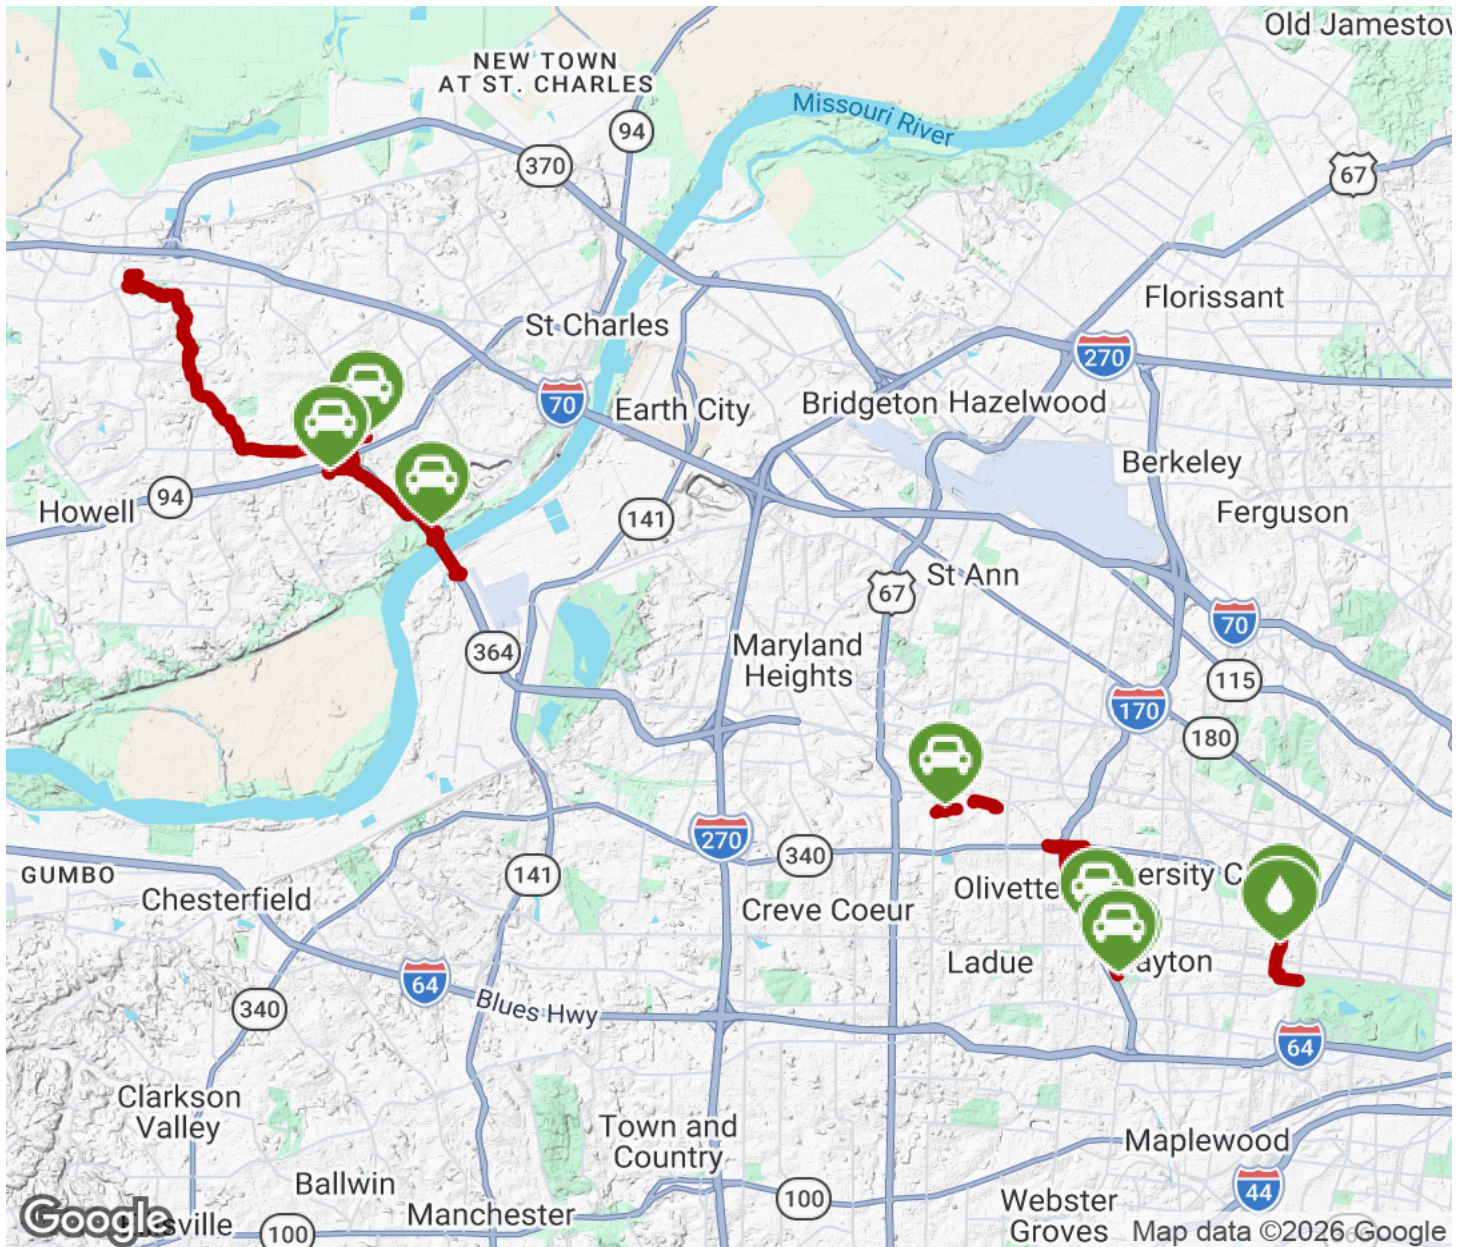 Old Jamestow
NEW TOWN
AT ST. CHARLES
94
Missouri River
370
67
Florissant
St Charles
270
70
Earth City
Bridgeton
Hazelwood
Berkeley
94
Howell
141
Ferguson
St Ann
67
70
364
Maryland
Heights
115
170
180
270
340
141
GUMBO
Chesterfield
Olivette
ersity C
Creve Coeur
Ladue
ayton
64
340
Blues Hwy
64
Clarkson
Valley
Town and
Country
Maplewood
Ballwin
44
100
Webster
Groves
Manchester
Google
sville
100
Map data ©2026 Google